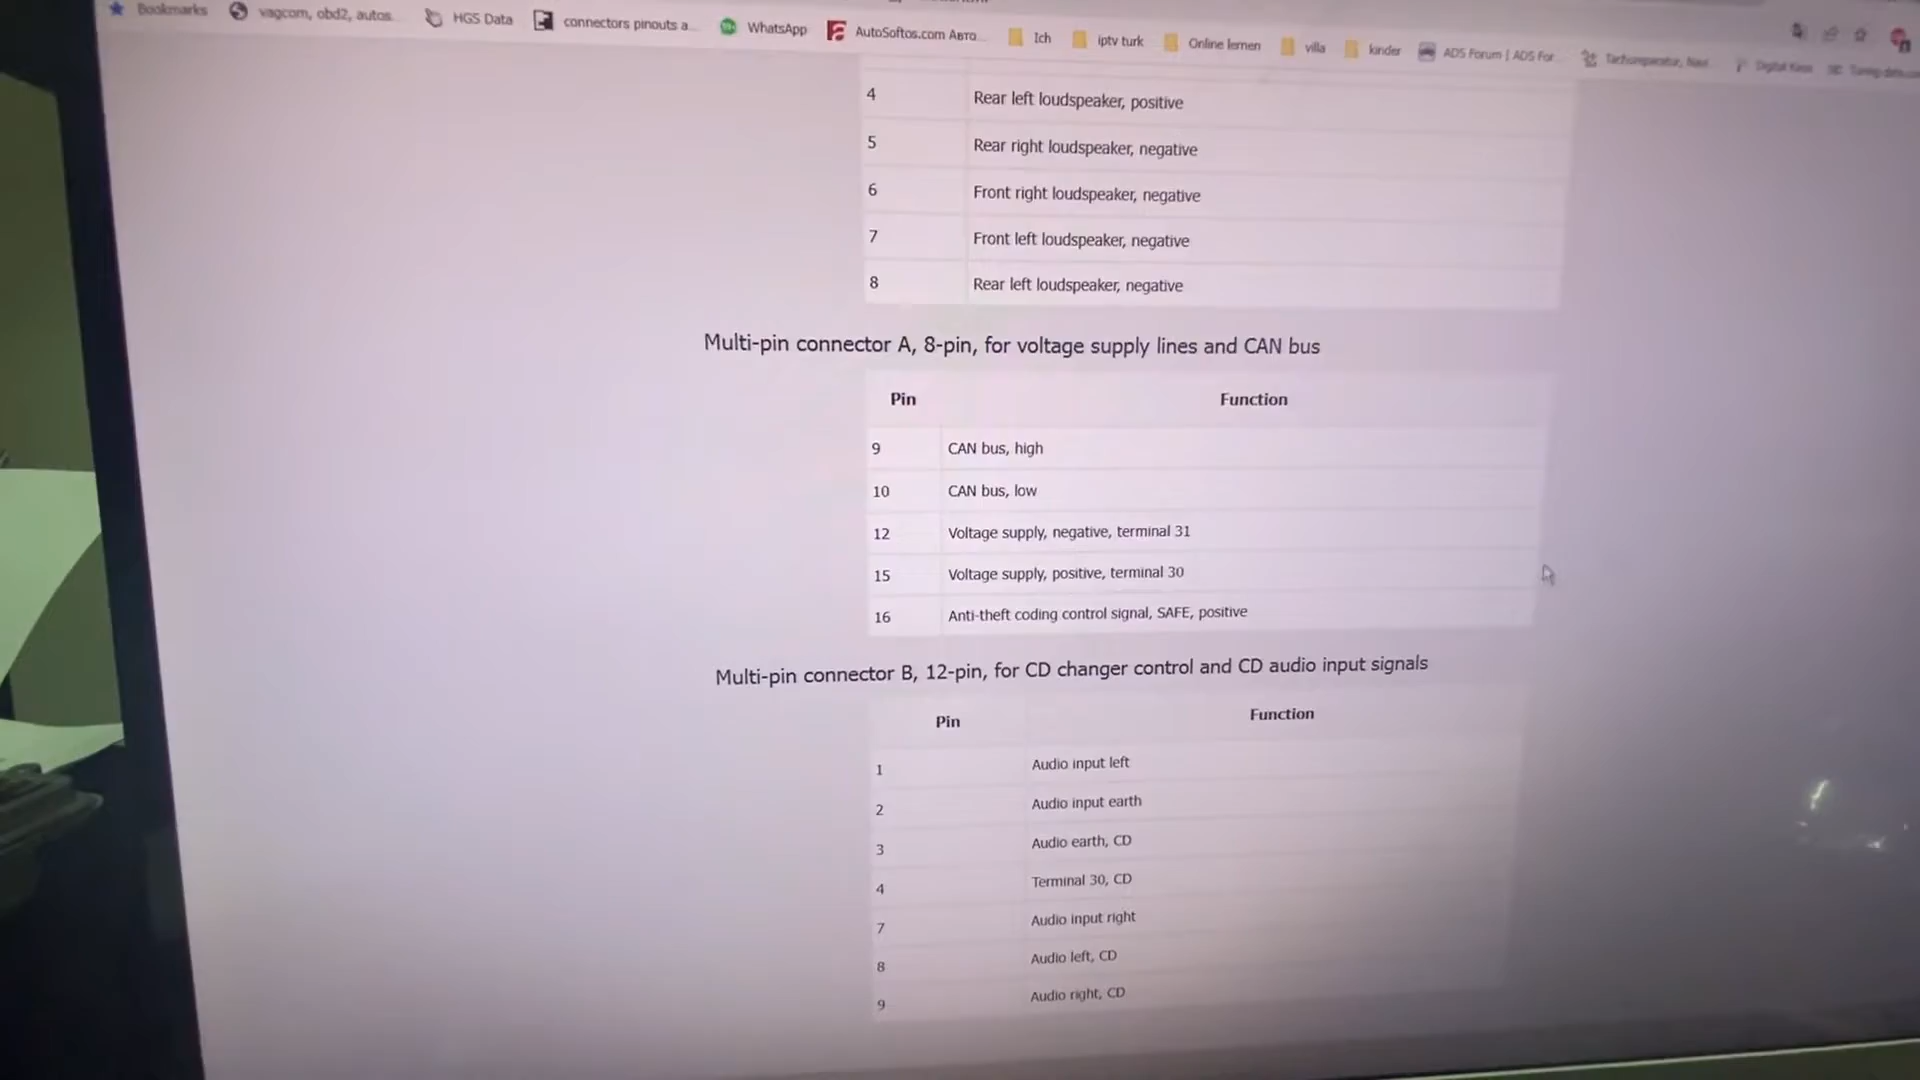 Bookmarks vagcom, obd2, autos... HGS Data connectors pinouts a... WhatsApp AutoSoftos.com Авто... Ich iptv turk Online lernen villa kinder ADS Forum | ADS For...
4 Rear left loudspeaker, positive
5 Rear right loudspeaker, negative
6 Front right loudspeaker, negative
7 Front left loudspeaker, negative
8 Rear left loudspeaker, negative
Multi-pin connector A, 8-pin, for voltage supply lines and CAN bus
Pin Function
9 CAN bus, high
10 CAN bus, low
12 Voltage supply, negative, terminal 31
15 Voltage supply, positive, terminal 30
16 Anti-theft coding control signal, SAFE, positive
Multi-pin connector B, 12-pin, for CD changer control and CD audio input signals
Pin Function
1 Audio input left
2 Audio input earth
3 Audio earth, CD
4 Terminal 30, CD
7 Audio input right
8 Audio left, CD
9 Audio right, CD